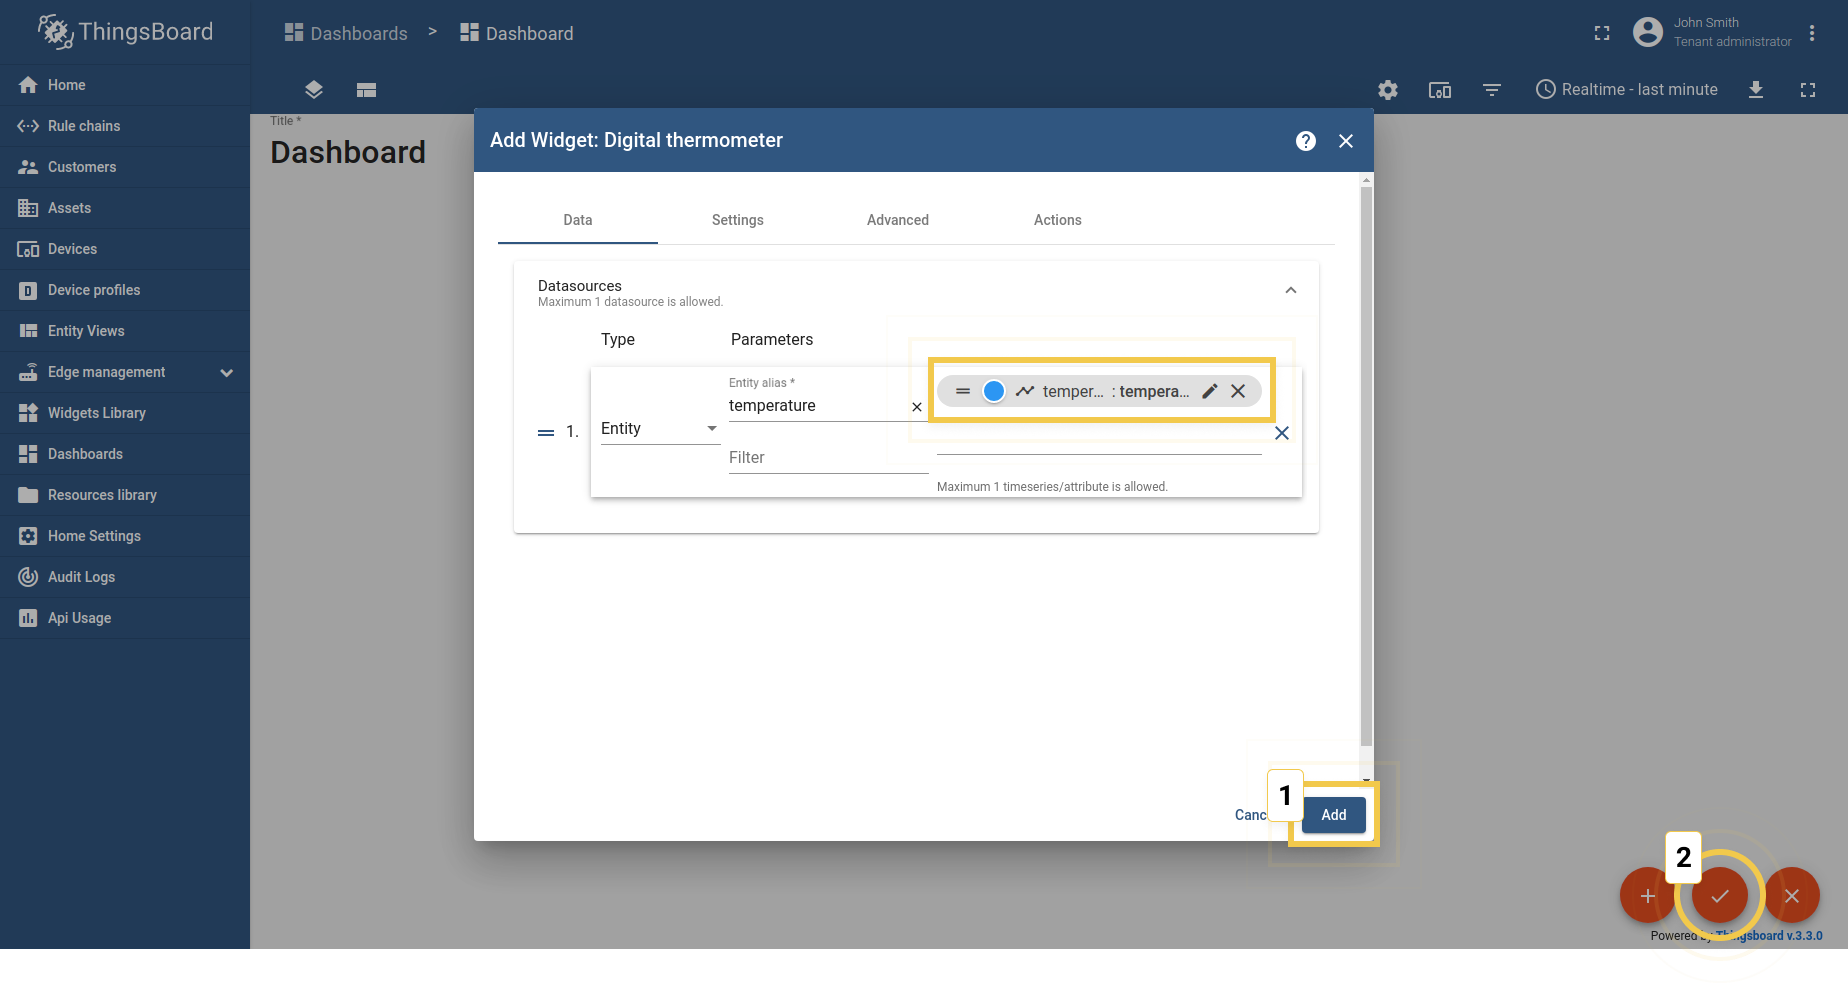 ThingsBoard
Dashboards > Dashboard
John Smith
Tenant administrator
Home
Rule chains
Customers
Assets
Devices
Device profiles
Entity Views
Edge management
Widgets Library
Dashboards
Resources library
Home Settings
Audit Logs
Api Usage
Realtime - last minute
Title *
Dashboard
Add Widget: Digital thermometer
?
Data Settings Advanced Actions
Datasources
Maximum 1 datasource is allowed.
Type Parameters
1. Entity
Entity alias *
temperature
Filter
temper... : tempera...
Maximum 1 timeseries/attribute is allowed.
Canc
1
Add
2
Powered by Thingsboard v.3.3.0